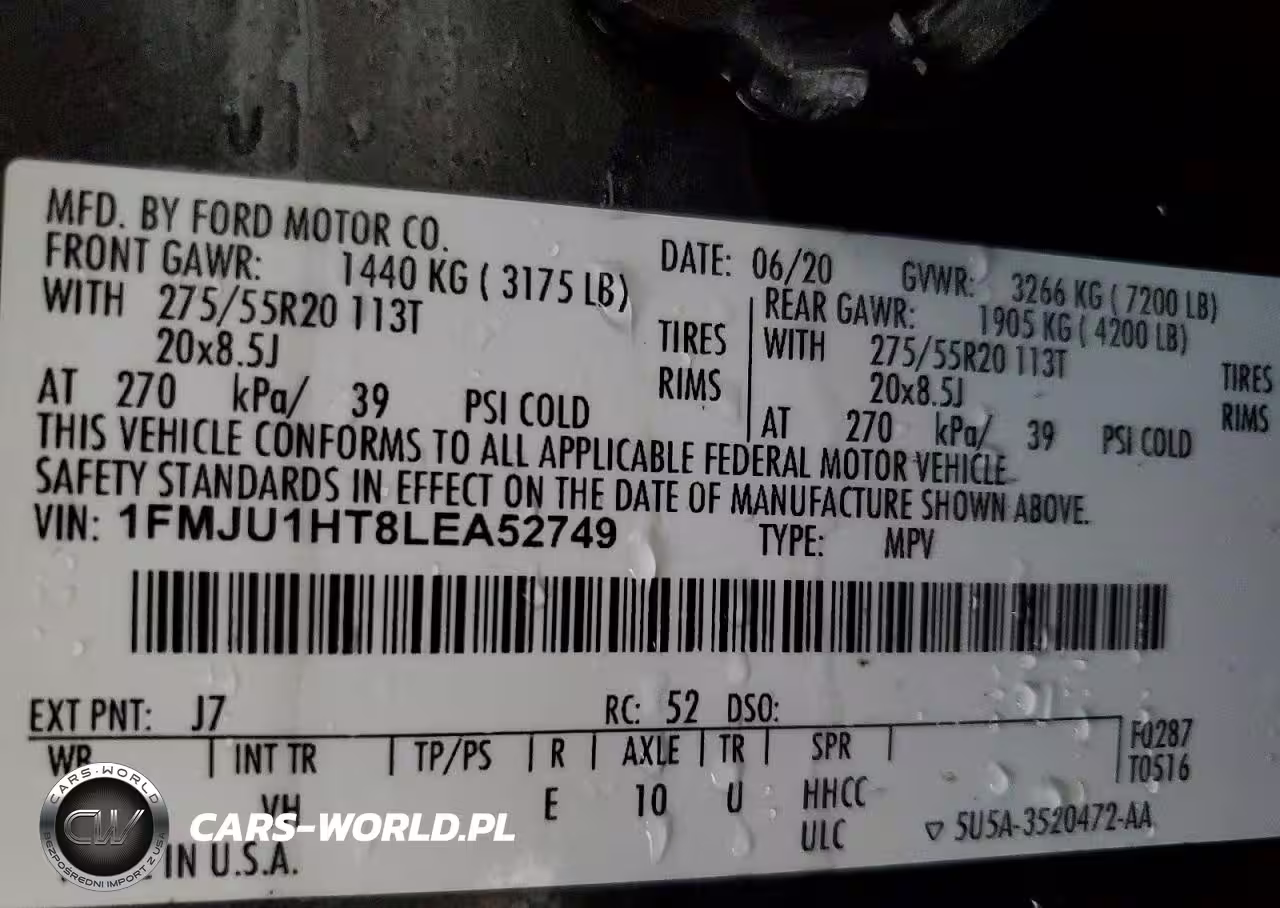 MFD. BY FORD MOTOR CO.
DATE: 06/20
GVWR: 3266 KG ( 7200 LB)
FRONT GAWR: 1440 KG ( 3175 LB)
WITH 275/55R20 113T TIRES
20x8.5J RIMS
AT 270 kPa/ 39 PSI COLD
REAR GAWR: 1905 KG ( 4200 LB)
WITH 275/55R20 113T TIRES
20x8.5J RIMS
AT 270 kPa/ 39 PSI COLD
THIS VEHICLE CONFORMS TO ALL APPLICABLE FEDERAL MOTOR VEHICLE
SAFETY STANDARDS IN EFFECT ON THE DATE OF MANUFACTURE SHOWN ABOVE.
VIN: 1FMJU1HT8LEA52749 TYPE: MPV
EXT PNT: J7 RC: 52 DSO:
WB INT TR TP/PS R AXLE TR SPR
F0287
T0516
VH E 10 U HHCC
ULC
▽ 5U5A-3520472-AA
IN U.S.A.
CARS-WORLD
CW
BEZPOŚREDNI IMPORT Z USA
CARS-WORLD.PL